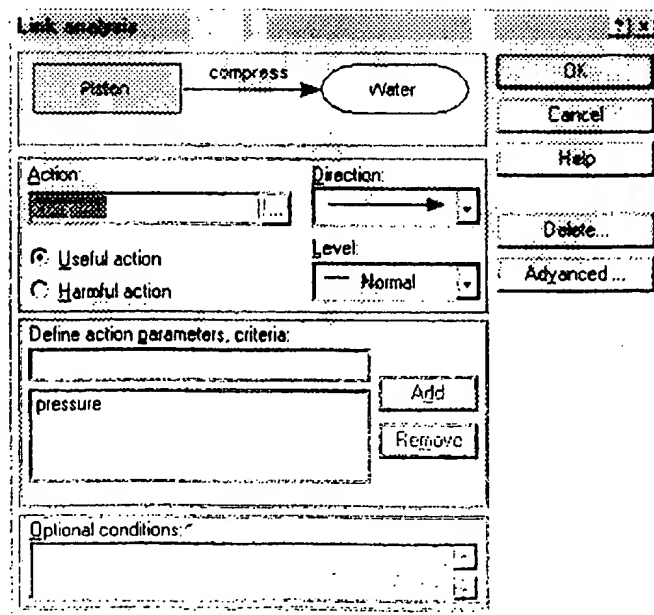 Link analysis
compress
Piston
Water
OK
Cancel
Help
Action:
Direction:
...
Useful action
Harmful action
Level:
Normal
Delete...
Advanced...
Define action parameters, criteria:
pressure
Add
Remove
Optional conditions: